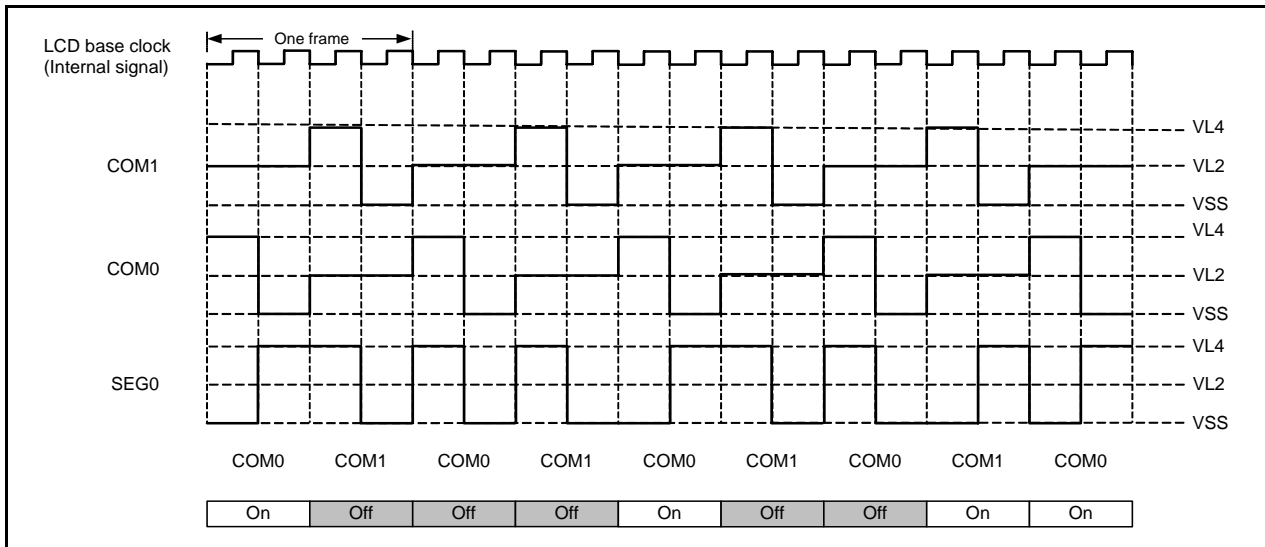 One frame
LCD base clock
(Internal signal)
VL4
COM1
VL2
VSS
VL4
COM0
VL2
VSS
VL4
SEG0
VL2
VSS
COM0 COM1 COM0 COM1 COM0 COM1 COM0 COM1 COM0
On Off Off Off On Off Off On On